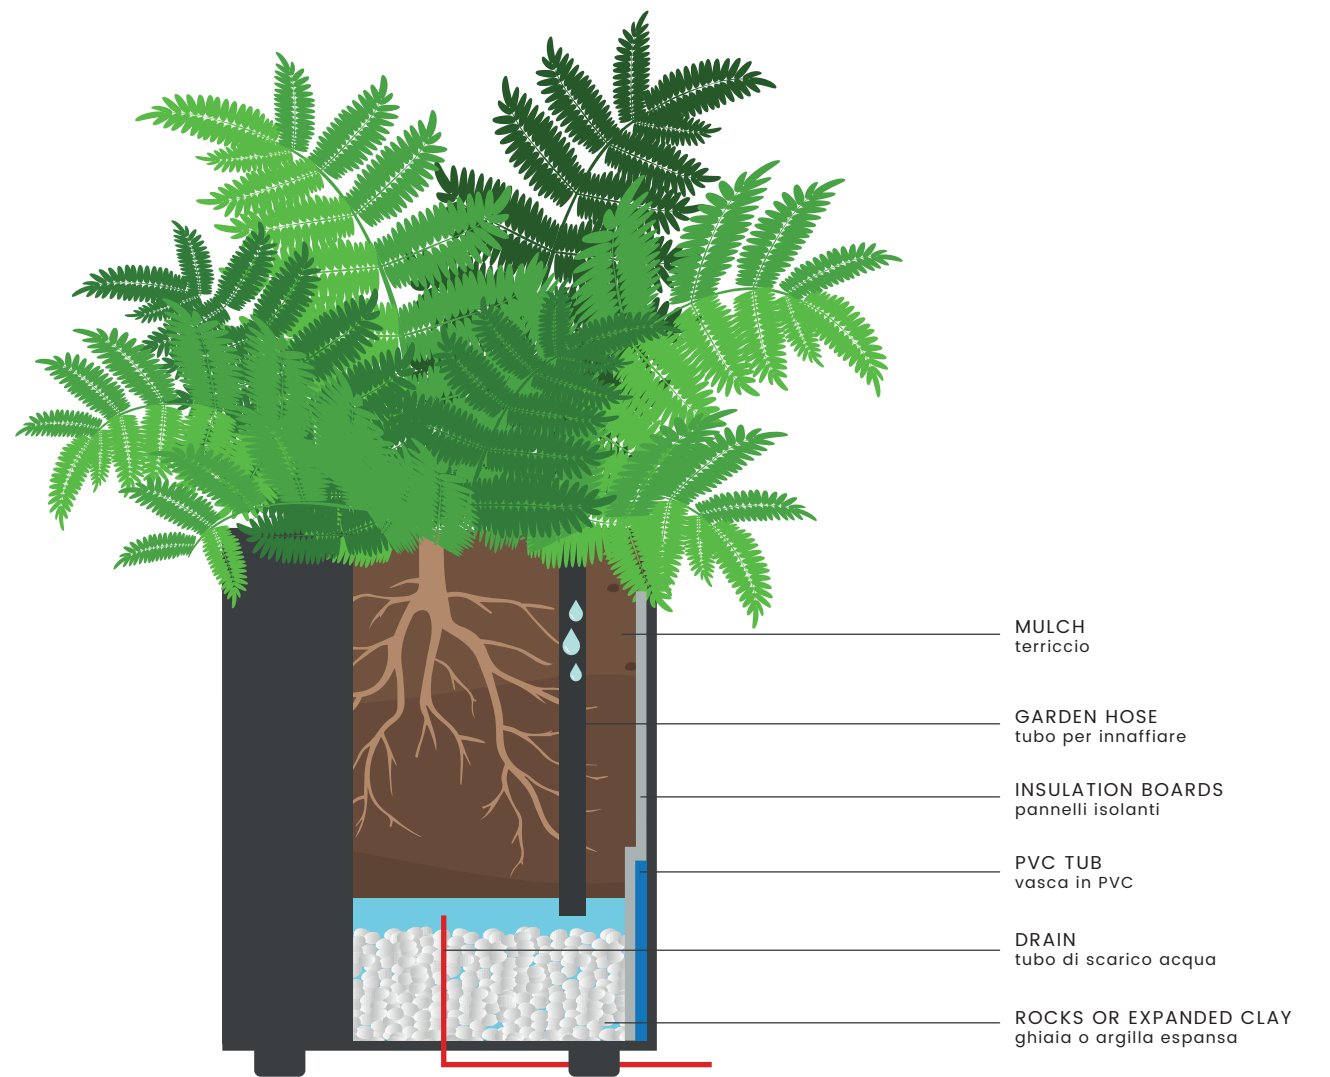 MULCH
terriccio
GARDEN HOSE
tubo per innaffiare
INSULATION BOARDS
pannelli isolanti
PVC TUB
vasca in PVC
DRAIN
tubo di scarico acqua
ROCKS OR EXPANDED CLAY
ghiaia o argilla espansa